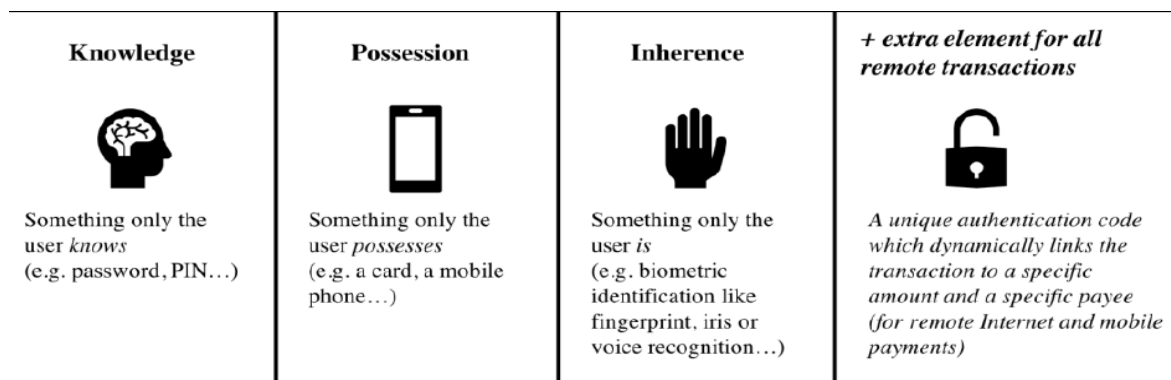 Knowledge
Something only the
user knows
(e.g. password, PIN…)
Possession
Something only the
user possesses
(e.g. a card, a mobile
phone…)
Inherence
Something only the
user is
(e.g. biometric
identification like
fingerprint, iris or
voice recognition…)
+ extra element for all
remote transactions
A unique authentication code
which dynamically links the
transaction to a specific
amount and a specific payee
(for remote Internet and mobile
payments)